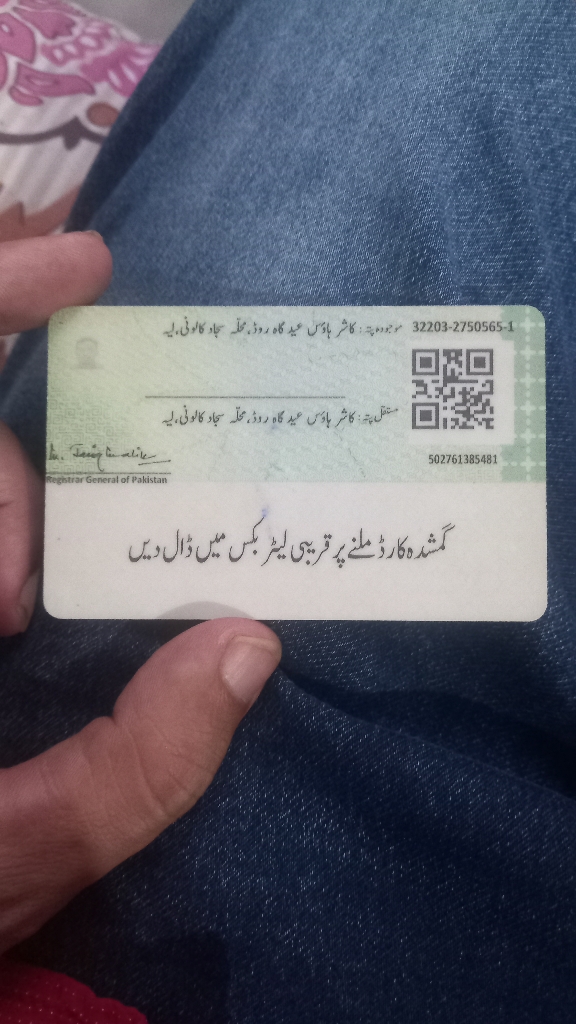 32203-2750565-1 موجودہ پتہ: کاشر ہاؤس عید گاہ روڈ، محلّہ سجاد کالونی، لیہ
مستقل پتہ: کاشر ہاؤس عید گاہ روڈ، محلّہ سجاد کالونی، لیہ
502761385481
Registrar General of Pakistan
گمشدہ کارڈ ملنے پر قریبی لیٹر بکس میں ڈال دیں